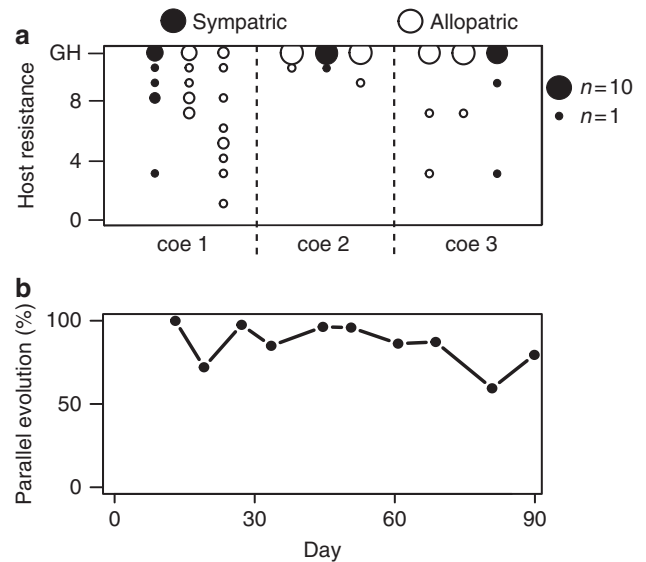 Sympatric Allopatric
a
GH
8
4
0
Host resistance
n=10
n=1
coe 1 coe 2 coe 3
b
100
50
0
Parallel evolution (%)
0 30 60 90
Day